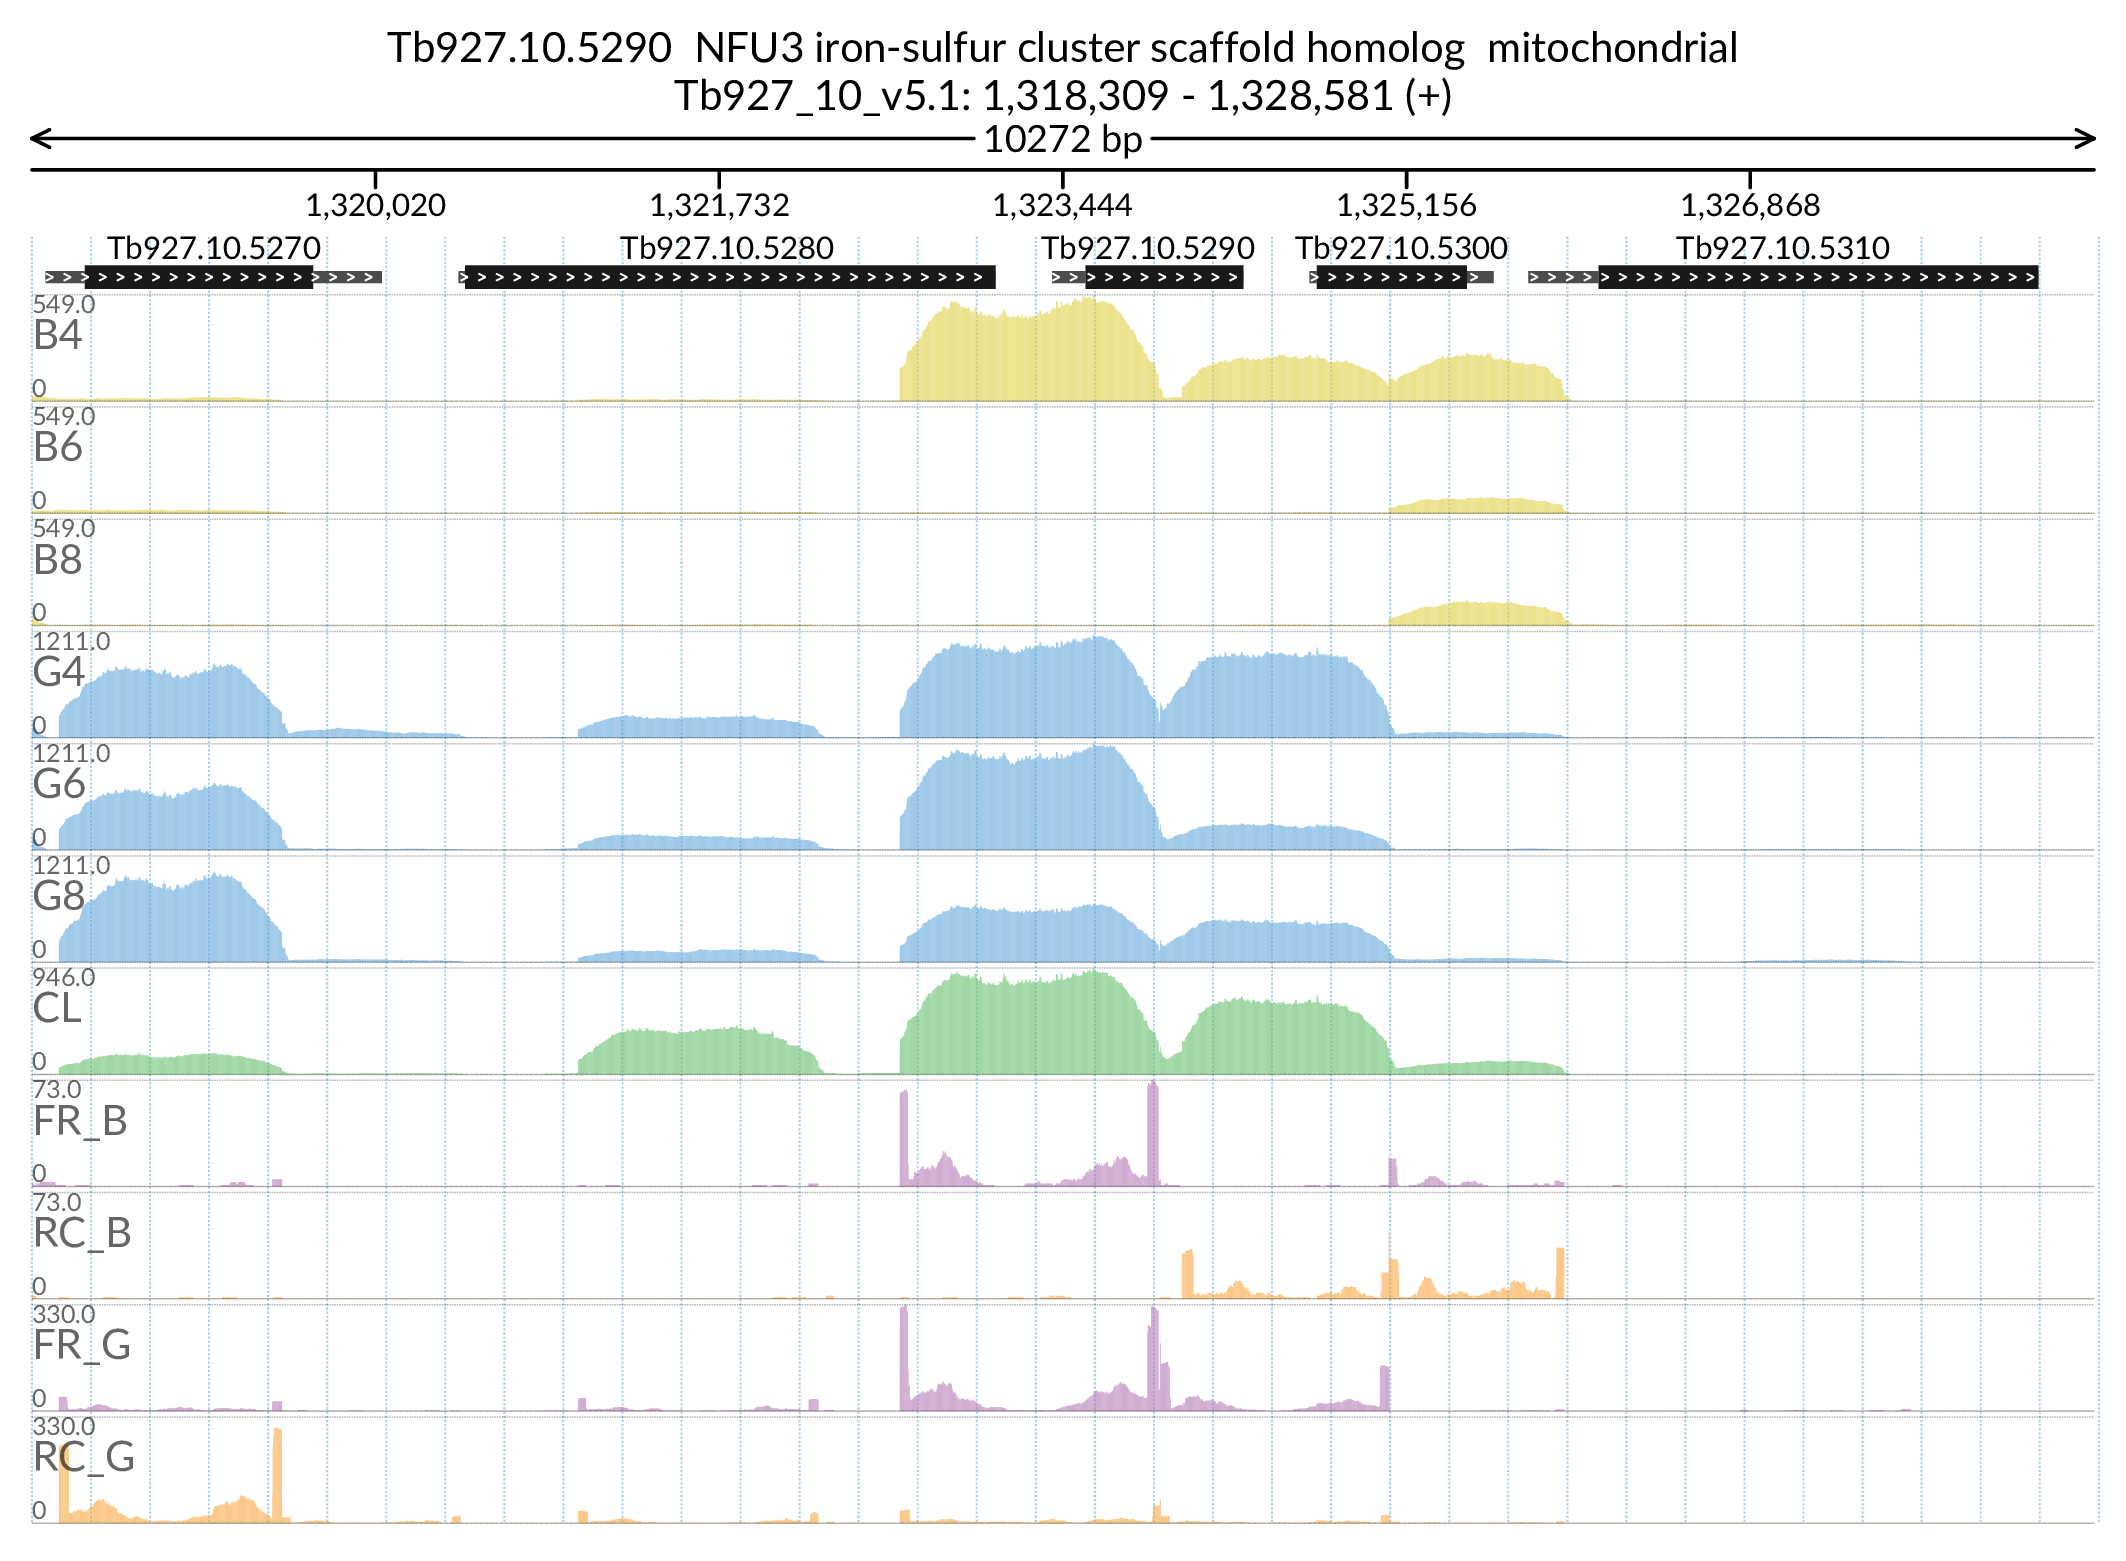 Tb927.10.5290  NFU3 iron-sulfur cluster scaffold homolog  mitochondrial
Tb927_10_v5.1: 1,318,309 - 1,328,581 (+)
10272 bp
1,320,020 1,321,732 1,323,444 1,325,156 1,326,868
Tb927.10.5270 Tb927.10.5280 Tb927.10.5290 Tb927.10.5300 Tb927.10.5310
549.0
B4
0
549.0
B6
0
549.0
B8
0
1211.0
G4
0
1211.0
G6
0
1211.0
G8
0
946.0
CL
0
73.0
FR_B
0
73.0
RC_B
0
330.0
FR_G
0
330.0
RC_G
0